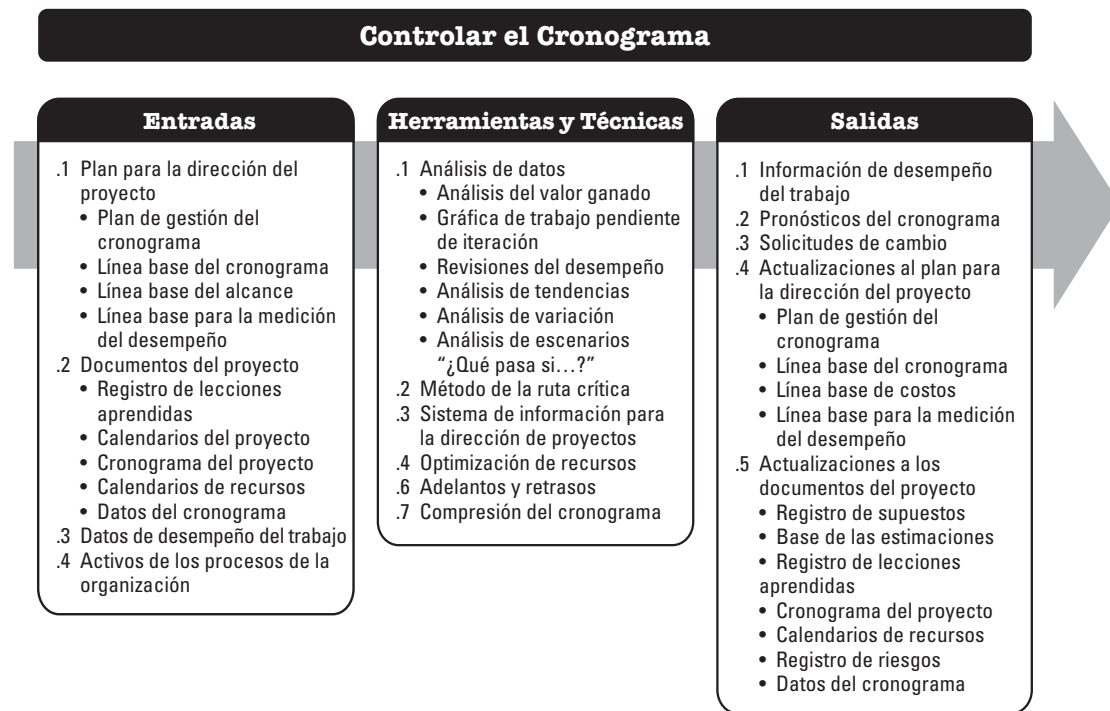 Controlar el Cronograma
Entradas
.1 Plan para la dirección del
proyecto
• Plan de gestión del
cronograma
• Línea base del cronograma
• Línea base del alcance
• Línea base para la medición
del desempeño
.2 Documentos del proyecto
• Registro de lecciones
aprendidas
• Calendarios del proyecto
• Cronograma del proyecto
• Calendarios de recursos
• Datos del cronograma
.3 Datos de desempeño del trabajo
.4 Activos de los procesos de la
organización
Herramientas y Técnicas
.1 Análisis de datos
• Análisis del valor ganado
• Gráfica de trabajo pendiente
de iteración
• Revisiones del desempeño
• Análisis de tendencias
• Análisis de variación
• Análisis de escenarios
“¿Qué pasa si…?”
.2 Método de la ruta crítica
.3 Sistema de información para
la dirección de proyectos
.4 Optimización de recursos
.6 Adelantos y retrasos
.7 Compresión del cronograma
Salidas
.1 Información de desempeño
del trabajo
.2 Pronósticos del cronograma
.3 Solicitudes de cambio
.4 Actualizaciones al plan para
la dirección del proyecto
• Plan de gestión del
cronograma
• Línea base del cronograma
• Línea base de costos
• Línea base para la medición
del desempeño
.5 Actualizaciones a los
documentos del proyecto
• Registro de supuestos
• Base de las estimaciones
• Registro de lecciones
aprendidas
• Cronograma del proyecto
• Calendarios de recursos
• Registro de riesgos
• Datos del cronograma